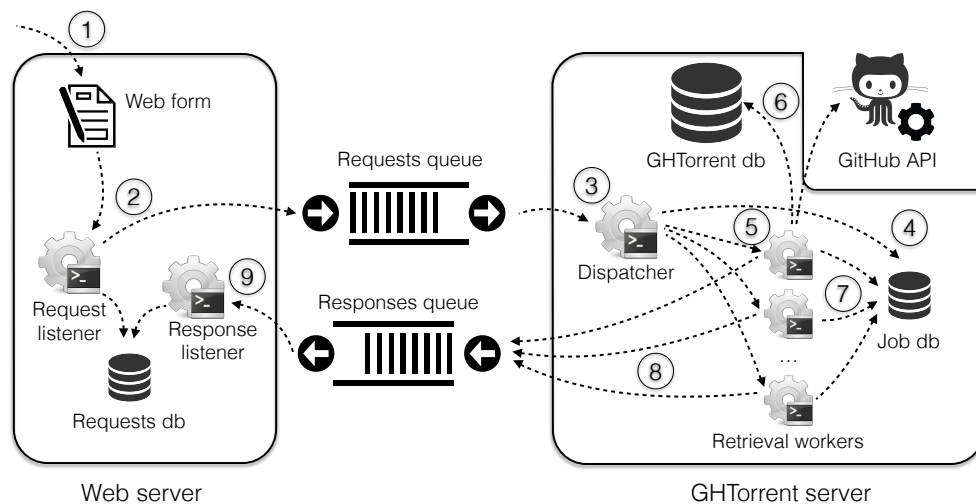 1
Web form
2
Request
listener
9
Response
listener
Requests db
Web server
Requests queue
Responses queue
3
Dispatcher
GHTorrent db
6
GitHub API
4
5
>_
>_
>_
>_
>_
>_
7
Job db
...
8
Retrieval workers
GHTorrent server